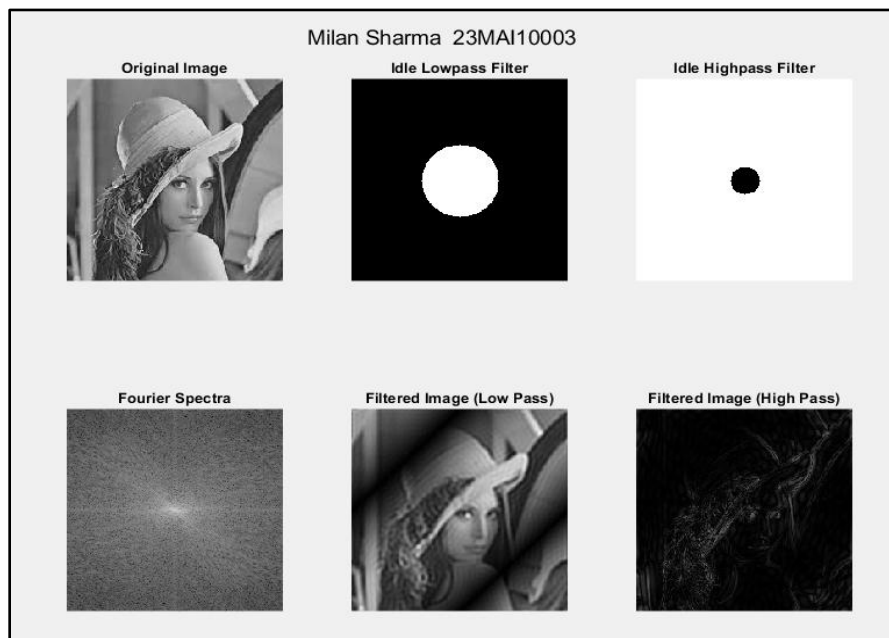 Milan Sharma 23MAI10003
Original Image
Idle Lowpass Filter
Idle Highpass Filter
Fourier Spectra
Filtered Image (Low Pass)
Filtered Image (High Pass)